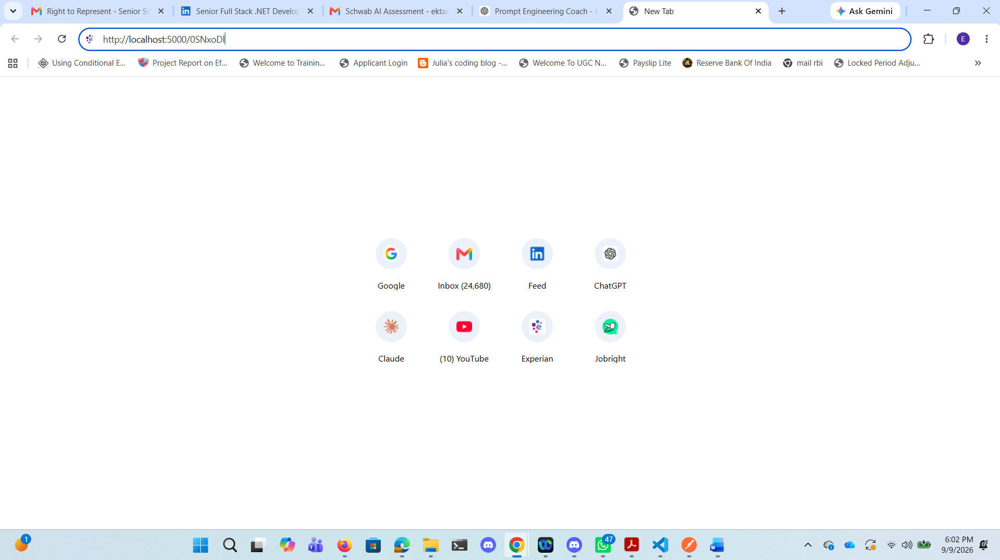 Right to Represent - Senior Sc
Senior Full Stack .NET Develop
Schwab AI Assessment - ektac
Prompt Engineering Coach - I
New Tab
Ask Gemini
http://localhost:5000/0SNxoDl
E
Using Conditional E...
Project Report on Ef...
Welcome to Trainin...
Applicant Login
Julia's coding blog -...
Welcome To UGC N...
Payslip Lite
Reserve Bank Of India
mail rbi
Locked Period Adju...
Google
Inbox (24,680)
Feed
ChatGPT
Claude
(10) YouTube
Experian
Jobright
1
47
6:02 PM
9/9/2026